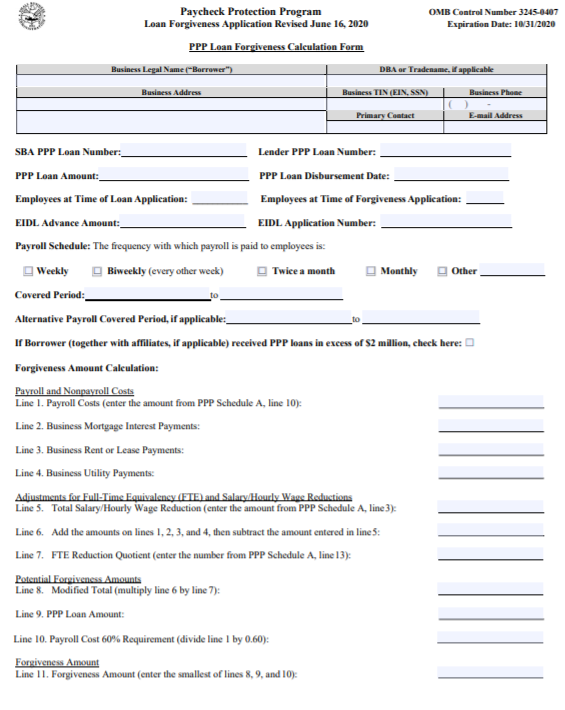 Paycheck Protection Program
OMB Control Number 3245-0407
Loan Forgiveness Application Revised June 16, 2020
Expiration Date: 10/31/2020
PPP Loan Forgiveness Calculation Form
Business Legal Name ("Borrower")
DBA or Tradename, if applicable
Business Address
Business TIN (EIN, SSN)
Business Phone
( ) -
Primary Contact
E-mail Address
SBA PPP Loan Number:
Lender PPP Loan Number:
PPP Loan Amount:
PPP Loan Disbursement Date:
Employees at Time of Loan Application:
Employees at Time of Forgiveness Application:
EIDL Advance Amount:
EIDL Application Number:
Payroll Schedule: The frequency with which payroll is paid to employees is:
Weekly
Biweekly (every other week)
Twice a month
Monthly
Other
Covered Period: to
Alternative Payroll Covered Period, if applicable: to
If Borrower (together with affiliates, if applicable) received PPP loans in excess of $2 million, check here:
Forgiveness Amount Calculation:
Payroll and Nonpayroll Costs
Line 1. Payroll Costs (enter the amount from PPP Schedule A, line 10):
Line 2. Business Mortgage Interest Payments:
Line 3. Business Rent or Lease Payments:
Line 4. Business Utility Payments:
Adjustments for Full-Time Equivalency (FTE) and Salary/Hourly Wage Reductions
Line 5. Total Salary/Hourly Wage Reduction (enter the amount from PPP Schedule A, line 3):
Line 6. Add the amounts on lines 1, 2, 3, and 4, then subtract the amount entered in line 5:
Line 7. FTE Reduction Quotient (enter the number from PPP Schedule A, line 13):
Potential Forgiveness Amounts
Line 8. Modified Total (multiply line 6 by line 7):
Line 9. PPP Loan Amount:
Line 10. Payroll Cost 60% Requirement (divide line 1 by 0.60):
Forgiveness Amount
Line 11. Forgiveness Amount (enter the smallest of lines 8, 9, and 10):